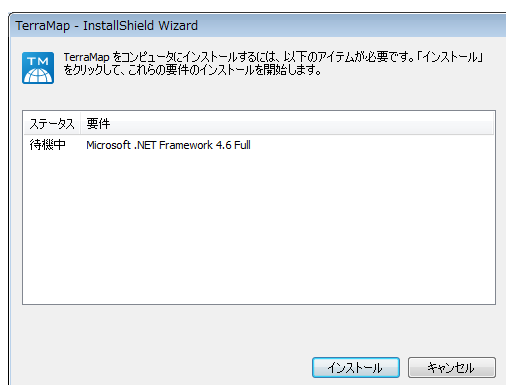 TerraMap - InstallShield Wizard
TM
TerraMap をコンピュータにインストールするには、以下のアイテムが必要です。「インストール」
をクリックして、これらの要件のインストールを開始します。
ステータス 要件
待機中 Microsoft .NET Framework 4.6 Full
インストール キャンセル